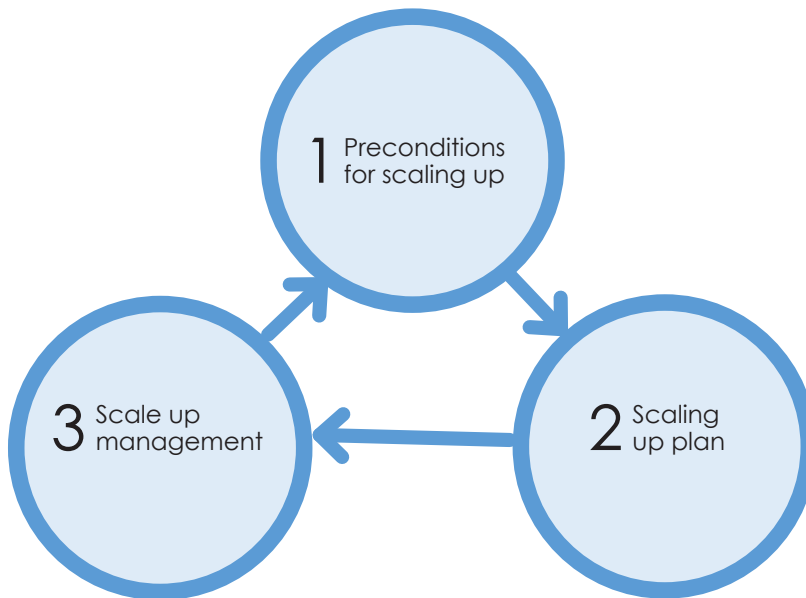 1 Preconditions
for scaling up
2 Scaling
up plan
3 Scale up
management